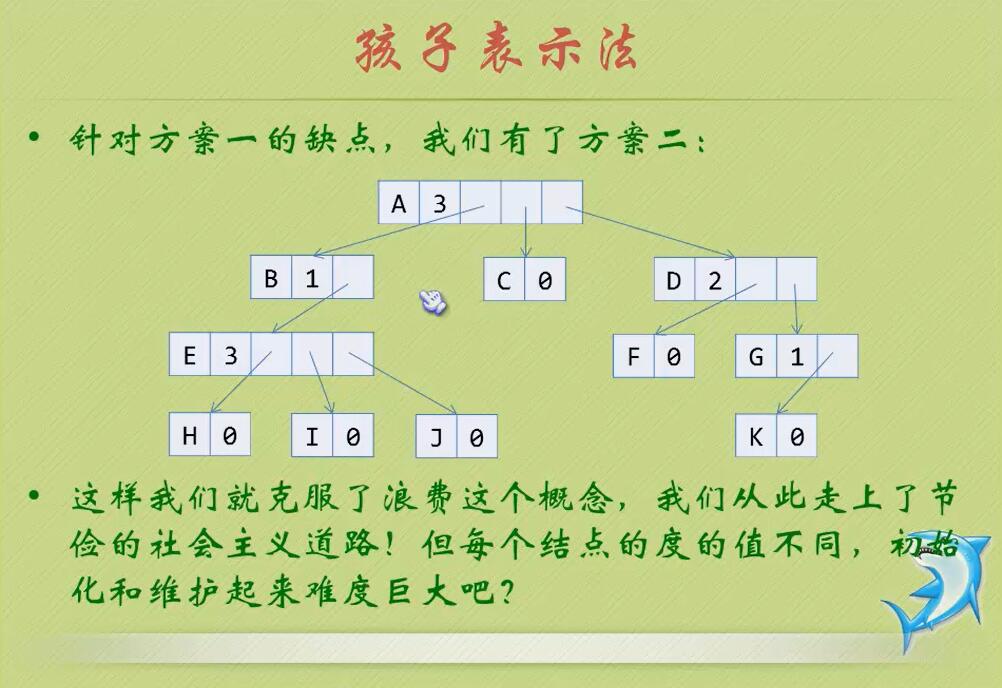 孩子表示法
• 针对方案一的缺点，我们有了方案二：
A 3
B 1
C 0
D 2
E 3
F 0
G 1
H 0
I 0
J 0
K 0
• 这样我们就克服了浪费这个概念，我们从此走上了节
俭的社会主义道路！但每个结点的度的值不同，初始
化和维护起来难度巨大吧？